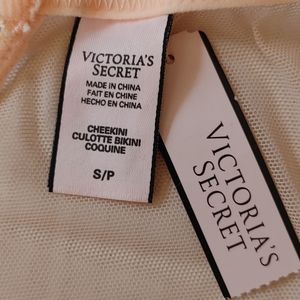 VICTORIA'S
SECRET
MADE IN CHINA
FAIT EN CHINE
HECHO EN CHINA
CHEEKINI
CULOTTE BIKINI
COQUINE
S/P
VICTORIA'S
SECRET